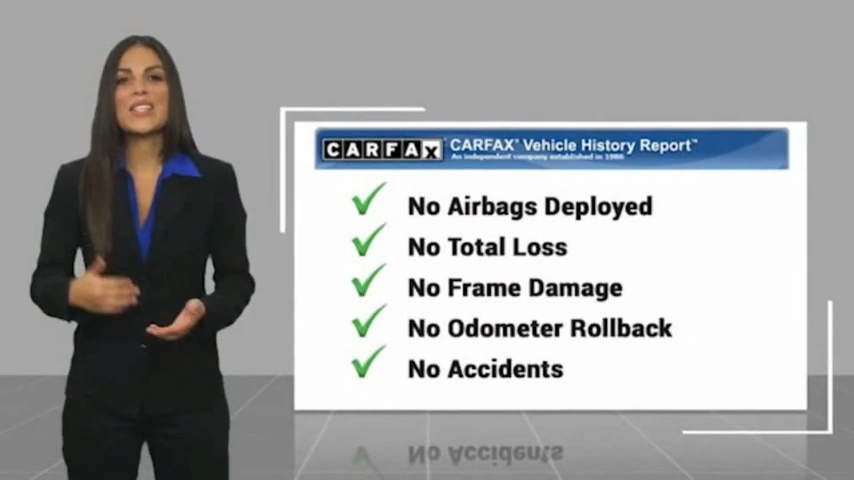 CARFAX CARFAX® Vehicle History Report™
An independent company established in 1986
No Airbags Deployed
No Total Loss
No Frame Damage
No Odometer Rollback
No Accidents
No Accidents